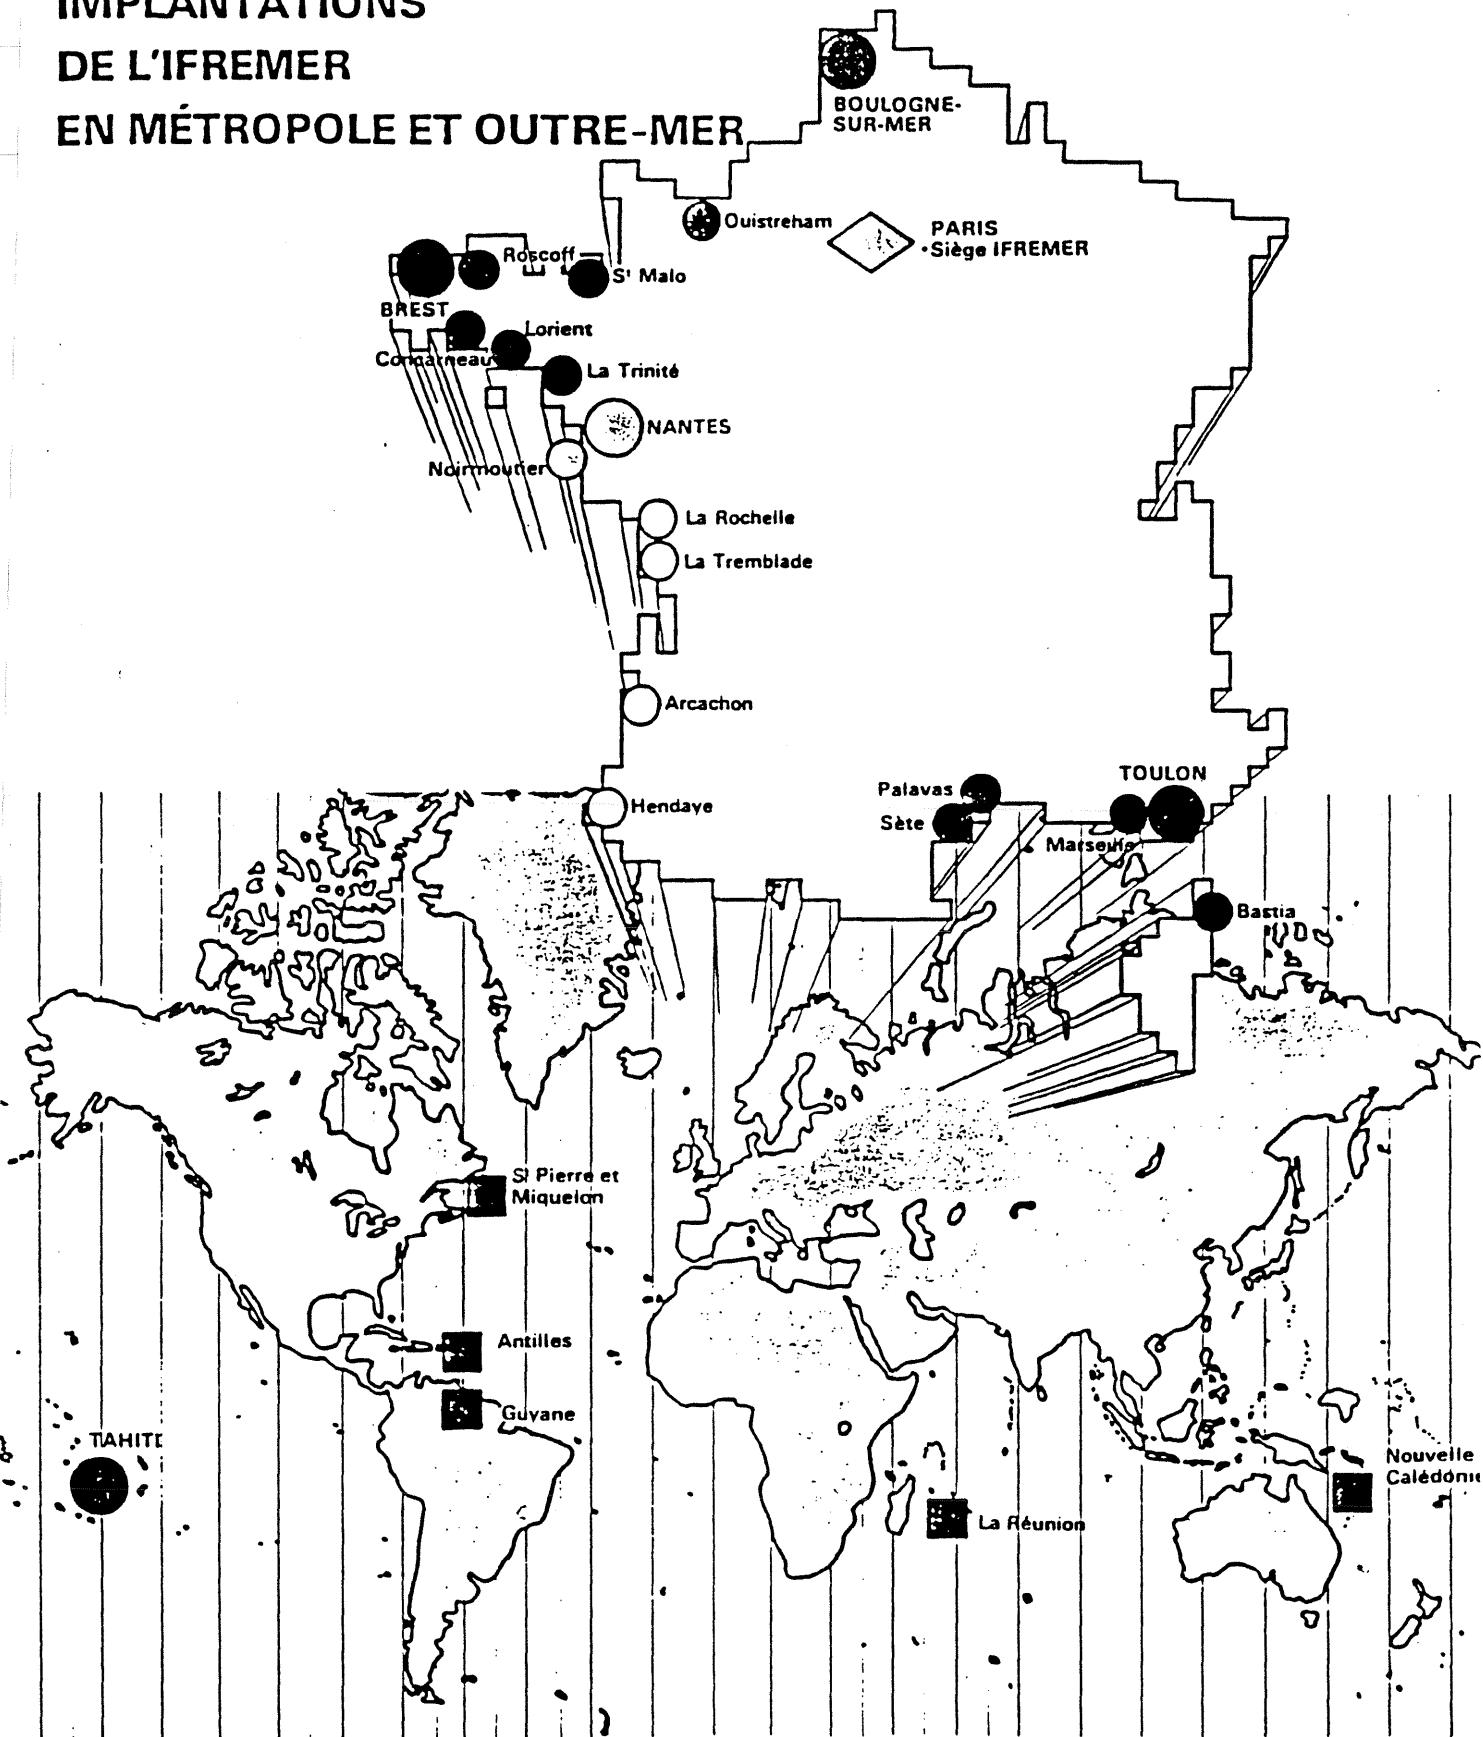 IMPLANTATIONS
DE L'IFREMER
EN MÉTROPOLE ET OUTRE-MER
BOULOGNE-
SUR-MER
Ouistreham
PARIS
Siège IFREMER
Roscoff
St Malo
BREST
Lorient
Concarneau
La Trinité
NANTES
Noirmoutier
La Rochelle
La Tremblade
Arcachon
TOULON
Palavas
Hendaye
Sète
Marseille
Bastia
St Pierre et
Miquelon
Antilles
Guyane
TAHITI
Nouvelle
Calédonie
La Réunion